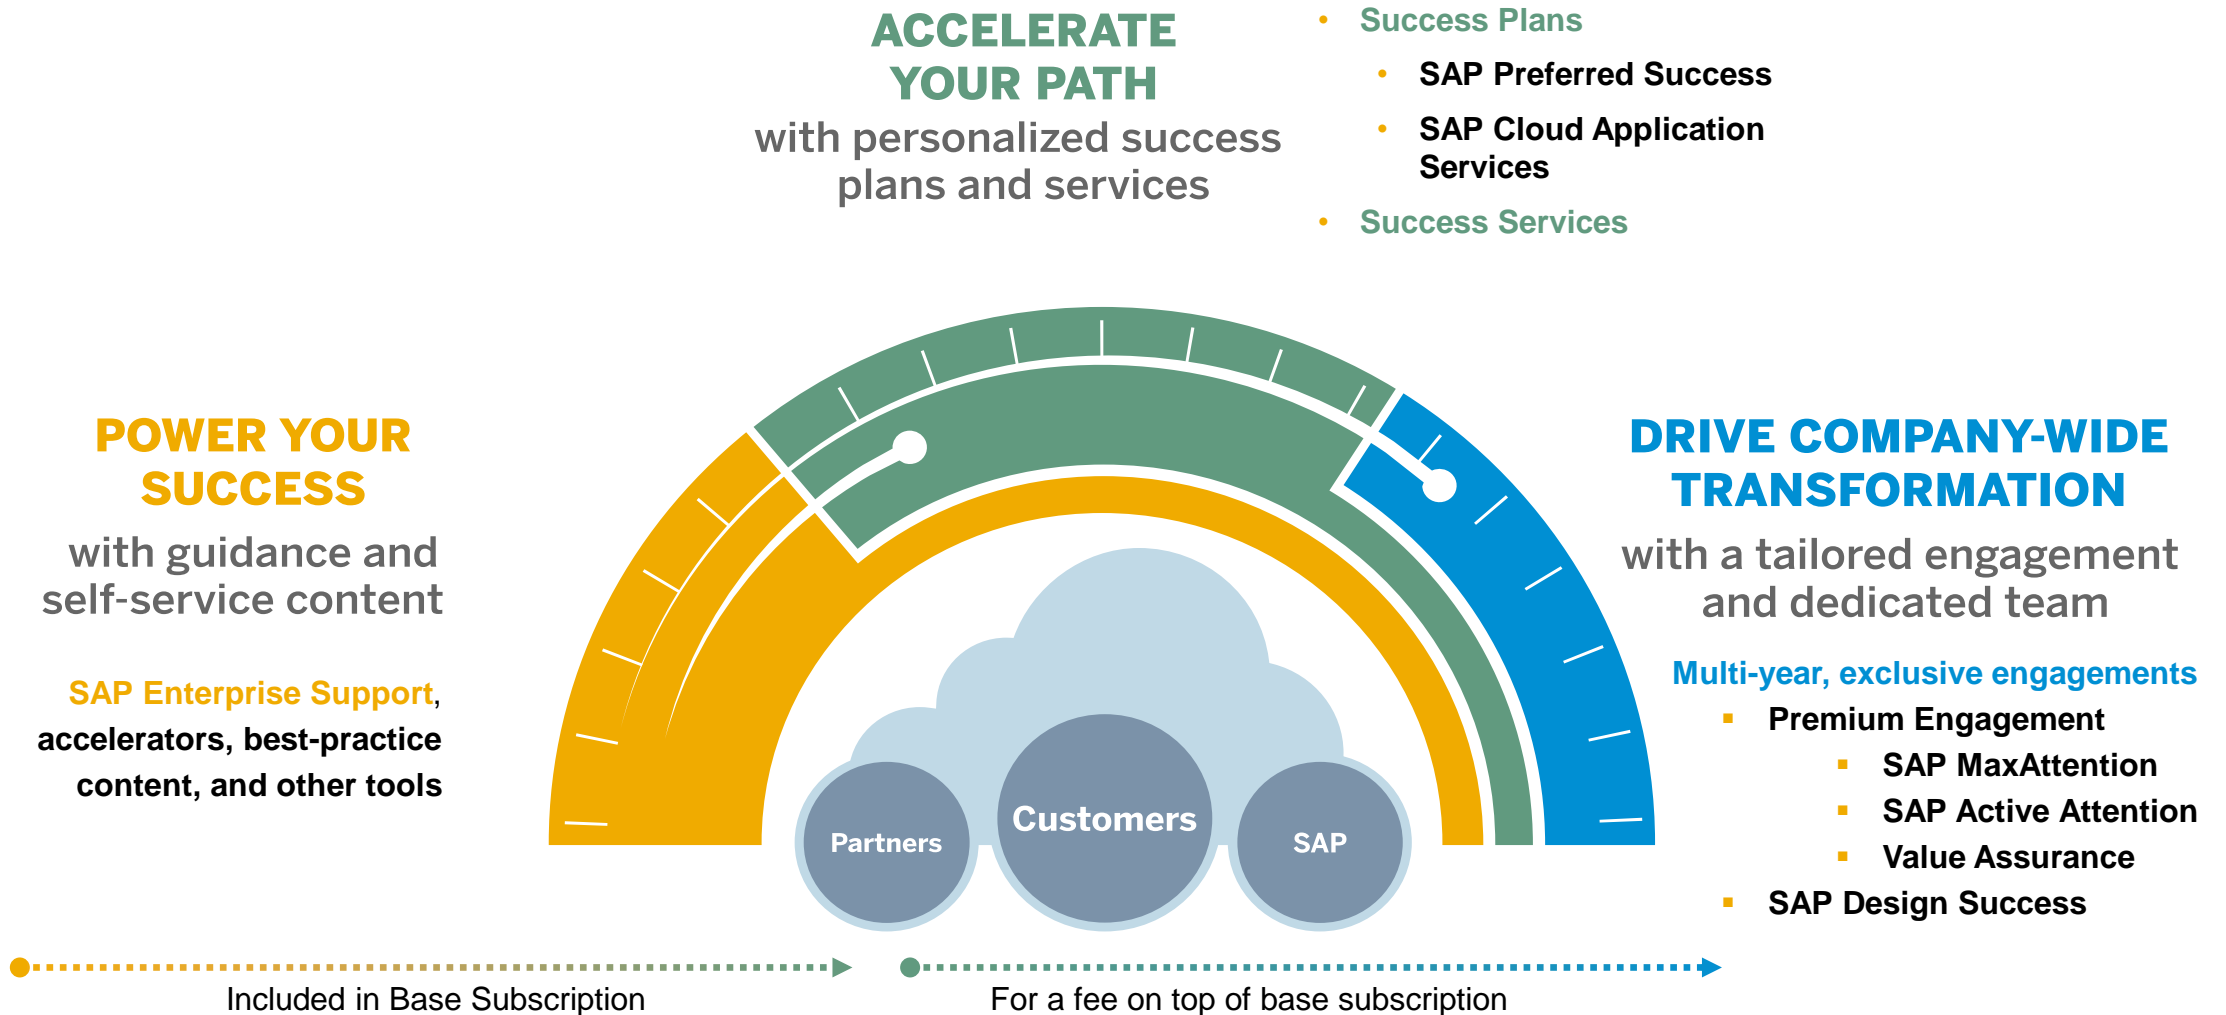 ACCELERATE
YOUR PATH
with personalized success
plans and services
• Success Plans
• SAP Preferred Success
• SAP Cloud Application
Services
• Success Services
POWER YOUR
SUCCESS
with guidance and
self-service content
SAP Enterprise Support,
accelerators, best-practice
content, and other tools
DRIVE COMPANY-WIDE
TRANSFORMATION
with a tailored engagement
and dedicated team
Multi-year, exclusive engagements
▪ Premium Engagement
▪ SAP MaxAttention
▪ SAP Active Attention
▪ Value Assurance
▪ SAP Design Success
Partners
Customers
SAP
Included in Base Subscription
For a fee on top of base subscription